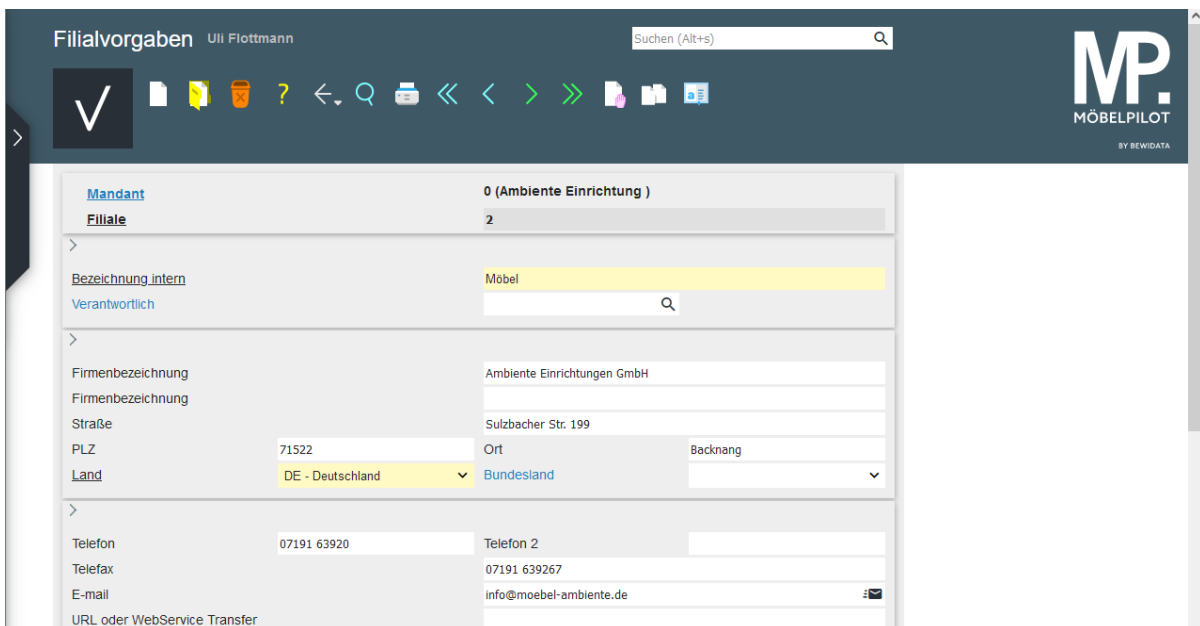 Filialvorgaben Uli Flottmann
Suchen (Alt+s)
MP.
MÖBELPILOT
BY BEWIDATA
Mandant 0 (Ambiente Einrichtung )
Filiale 2
Bezeichnung intern Möbel
Verantwortlich
Firmenbezeichnung Ambiente Einrichtungen GmbH
Firmenbezeichnung
Straße Sulzbacher Str. 199
PLZ 71522 Ort Backnang
Land DE - Deutschland Bundesland
Telefon 07191 63920 Telefon 2
Telefax 07191 639267
E-mail info@moebel-ambiente.de
URL oder WebService Transfer